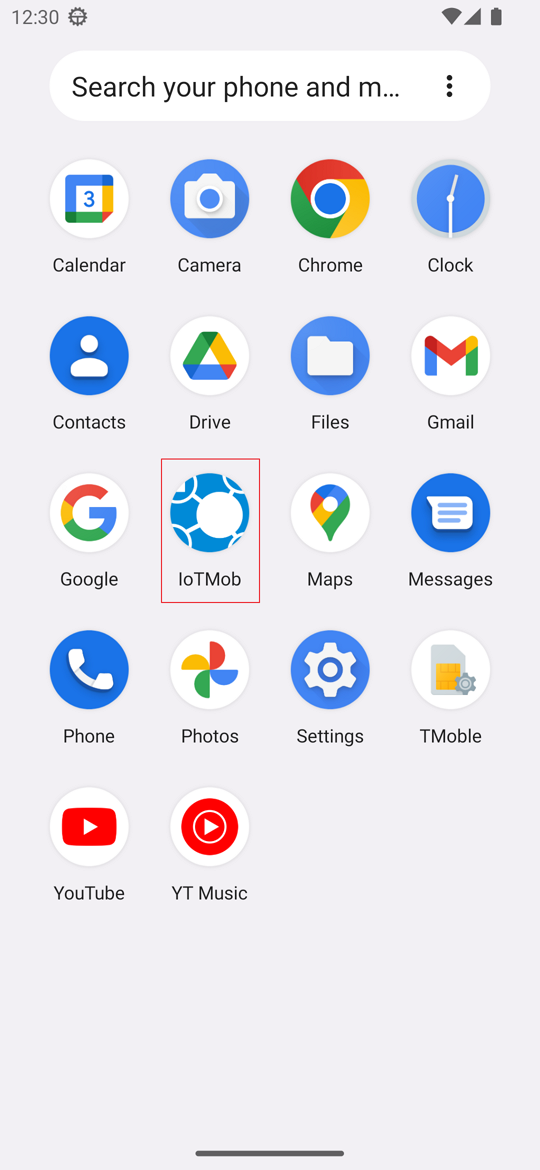 12:30
Search your phone and m...
3
Calendar
Camera
Chrome
Clock
Contacts
Drive
Files
Gmail
Google
IoTMob
Maps
Messages
Phone
Photos
Settings
TMoble
YouTube
YT Music